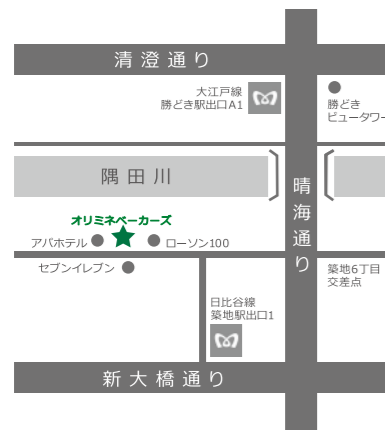 清澄通り
大江戸線
勝どき駅出口A1
勝どき
ビュータワー
隅田川
晴海通り
オリミネベーカーズ
アパホテル
ローソン100
セブンイレブン
築地6丁目
交差点
日比谷線
築地駅出口1
新大橋通り